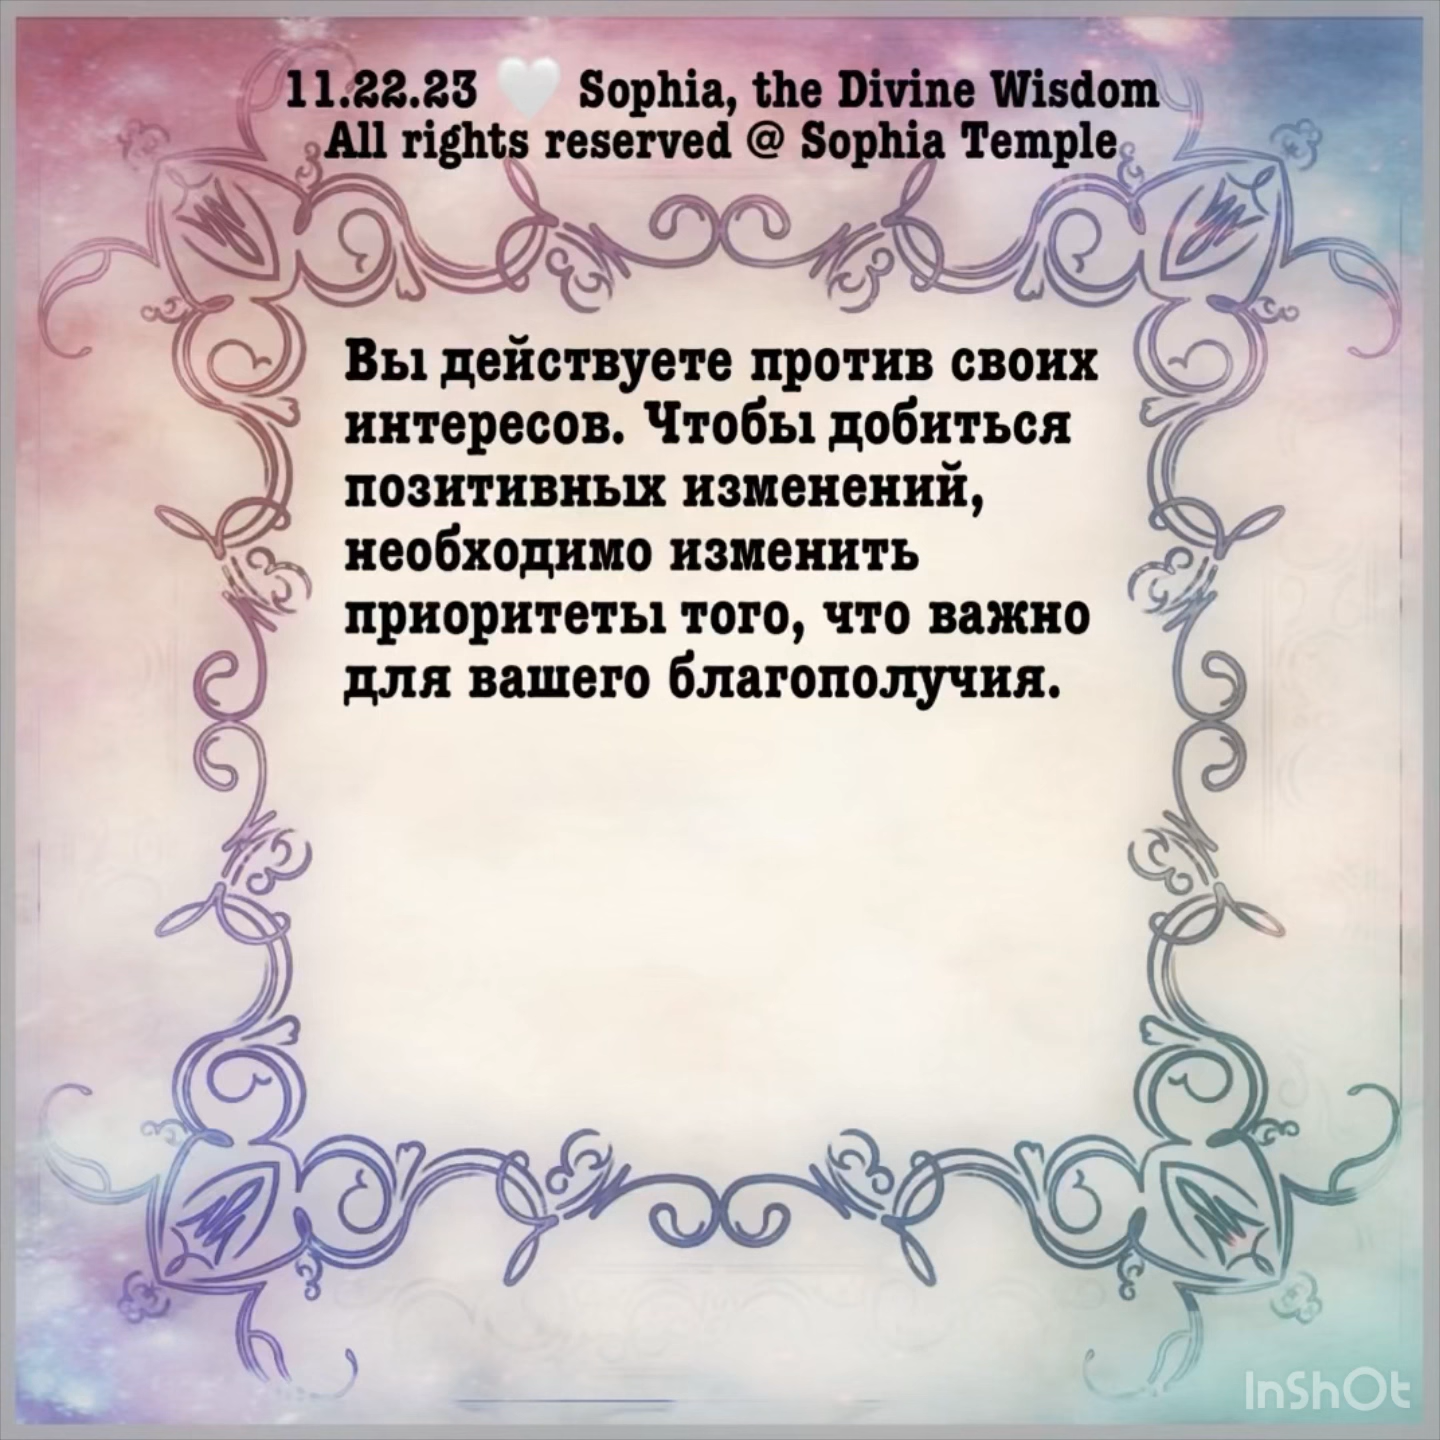 11.22.23 🤍 Sophia, the Divine Wisdom
All rights reserved @ Sophia Temple
Вы действуете против своих
интересов. Чтобы добиться
позитивных изменений,
необходимо изменить
приоритеты того, что важно
для вашего благополучия.
InShOt